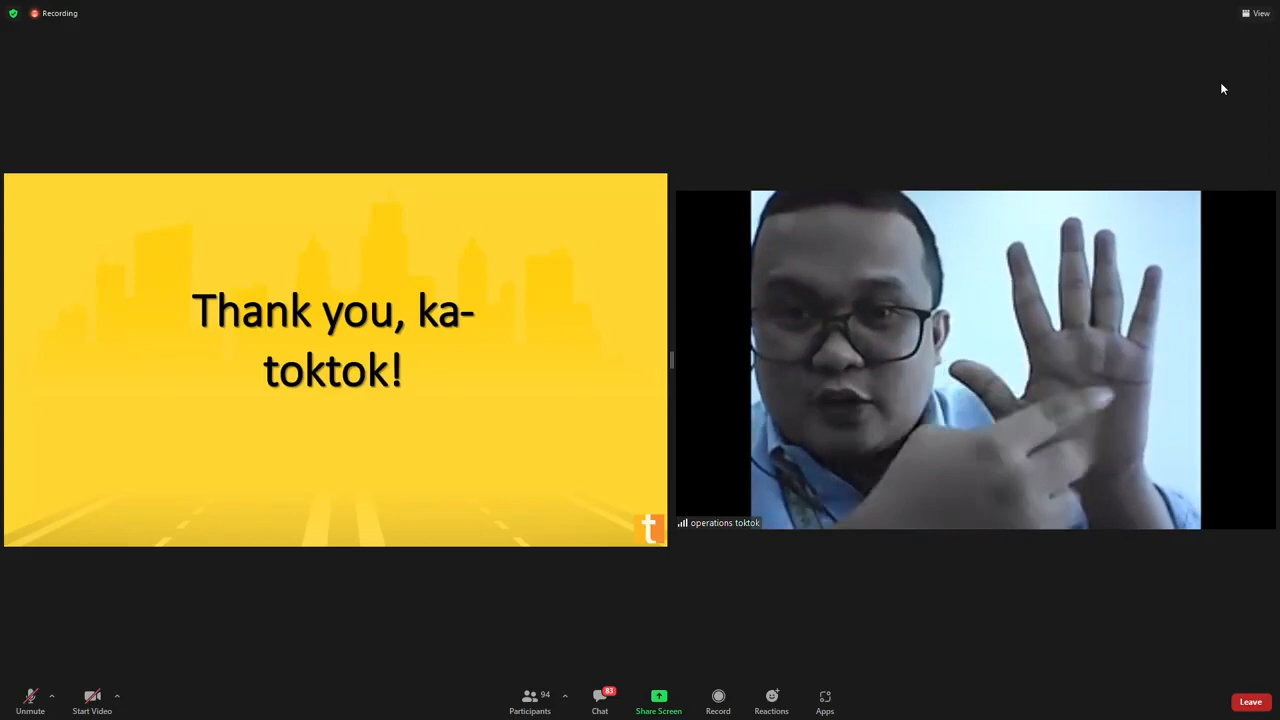 Recording
View
Thank you, ka-
toktok!
t
operations toktok
Unmute
Start Video
94
Participants
83
Chat
Share Screen
Record
Reactions
Apps
Leave